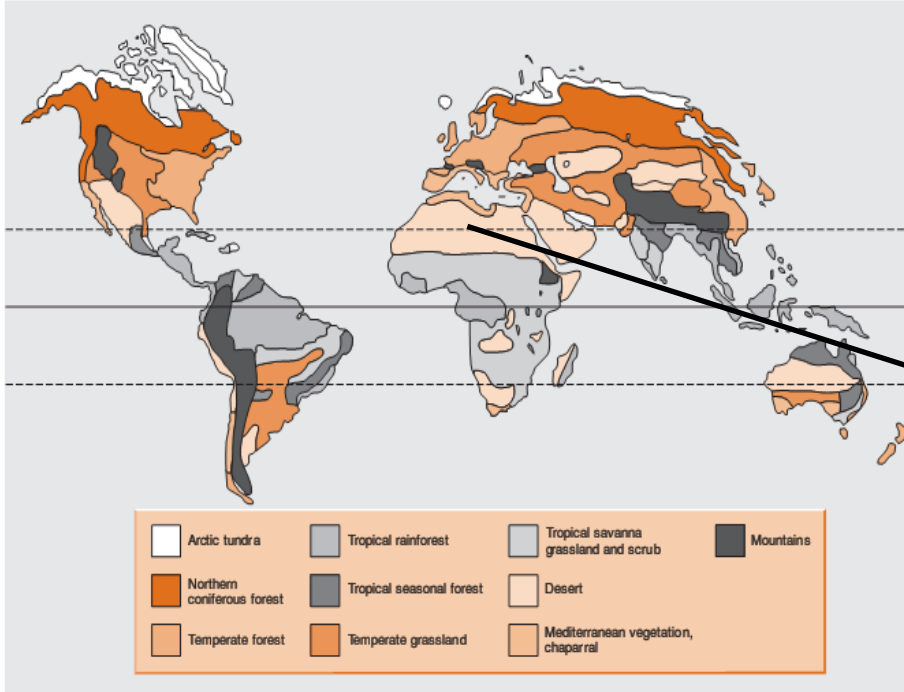 Arctic tundra
Tropical rainforest
Tropical savanna
grassland and scrub
Mountains
Northern
coniferous forest
Tropical seasonal forest
Desert
Temperate forest
Temperate grassland
Mediterranean vegetation,
chaparral